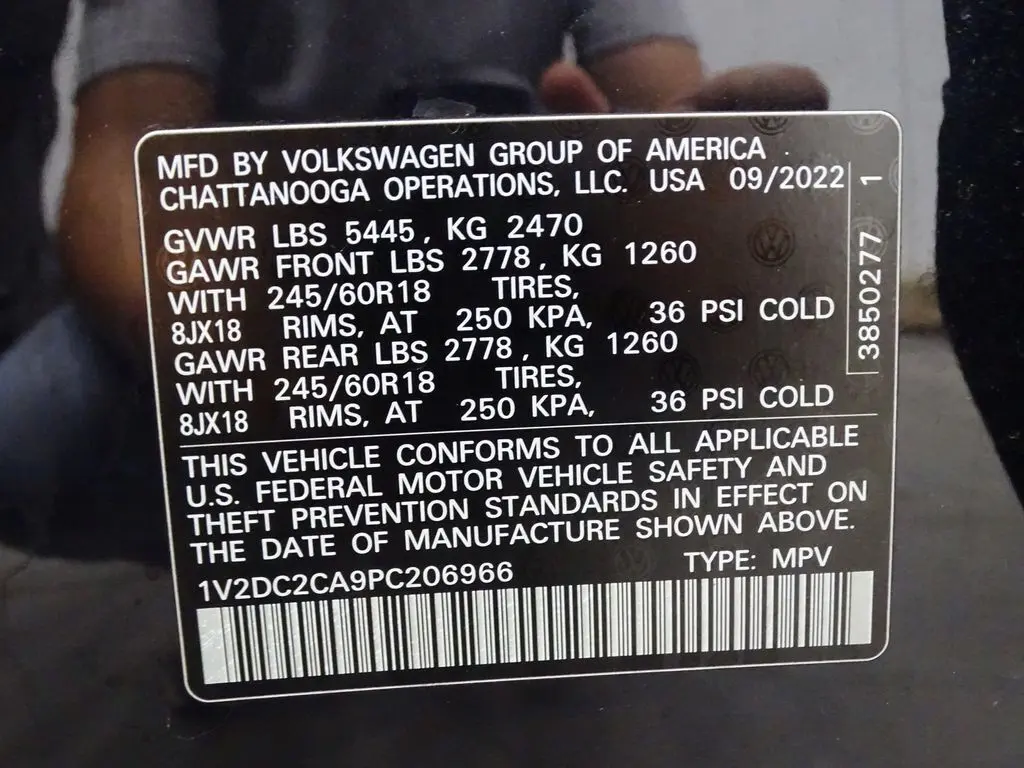 MFD BY VOLKSWAGEN GROUP OF AMERICA
CHATTANOOGA OPERATIONS, LLC. USA 09/2022
GVWR LBS 5445, KG 2470
GAWR FRONT LBS 2778, KG 1260
WITH 245/60R18 TIRES,
8JX18 RIMS, AT 250 KPA, 36 PSI COLD
GAWR REAR LBS 2778, KG 1260
WITH 245/60R18 TIRES,
8JX18 RIMS, AT 250 KPA, 36 PSI COLD
3850277 1
THIS VEHICLE CONFORMS TO ALL APPLICABLE
U.S. FEDERAL MOTOR VEHICLE SAFETY AND
THEFT PREVENTION STANDARDS IN EFFECT ON
THE DATE OF MANUFACTURE SHOWN ABOVE.
1V2DC2CA9PC206966 TYPE: MPV